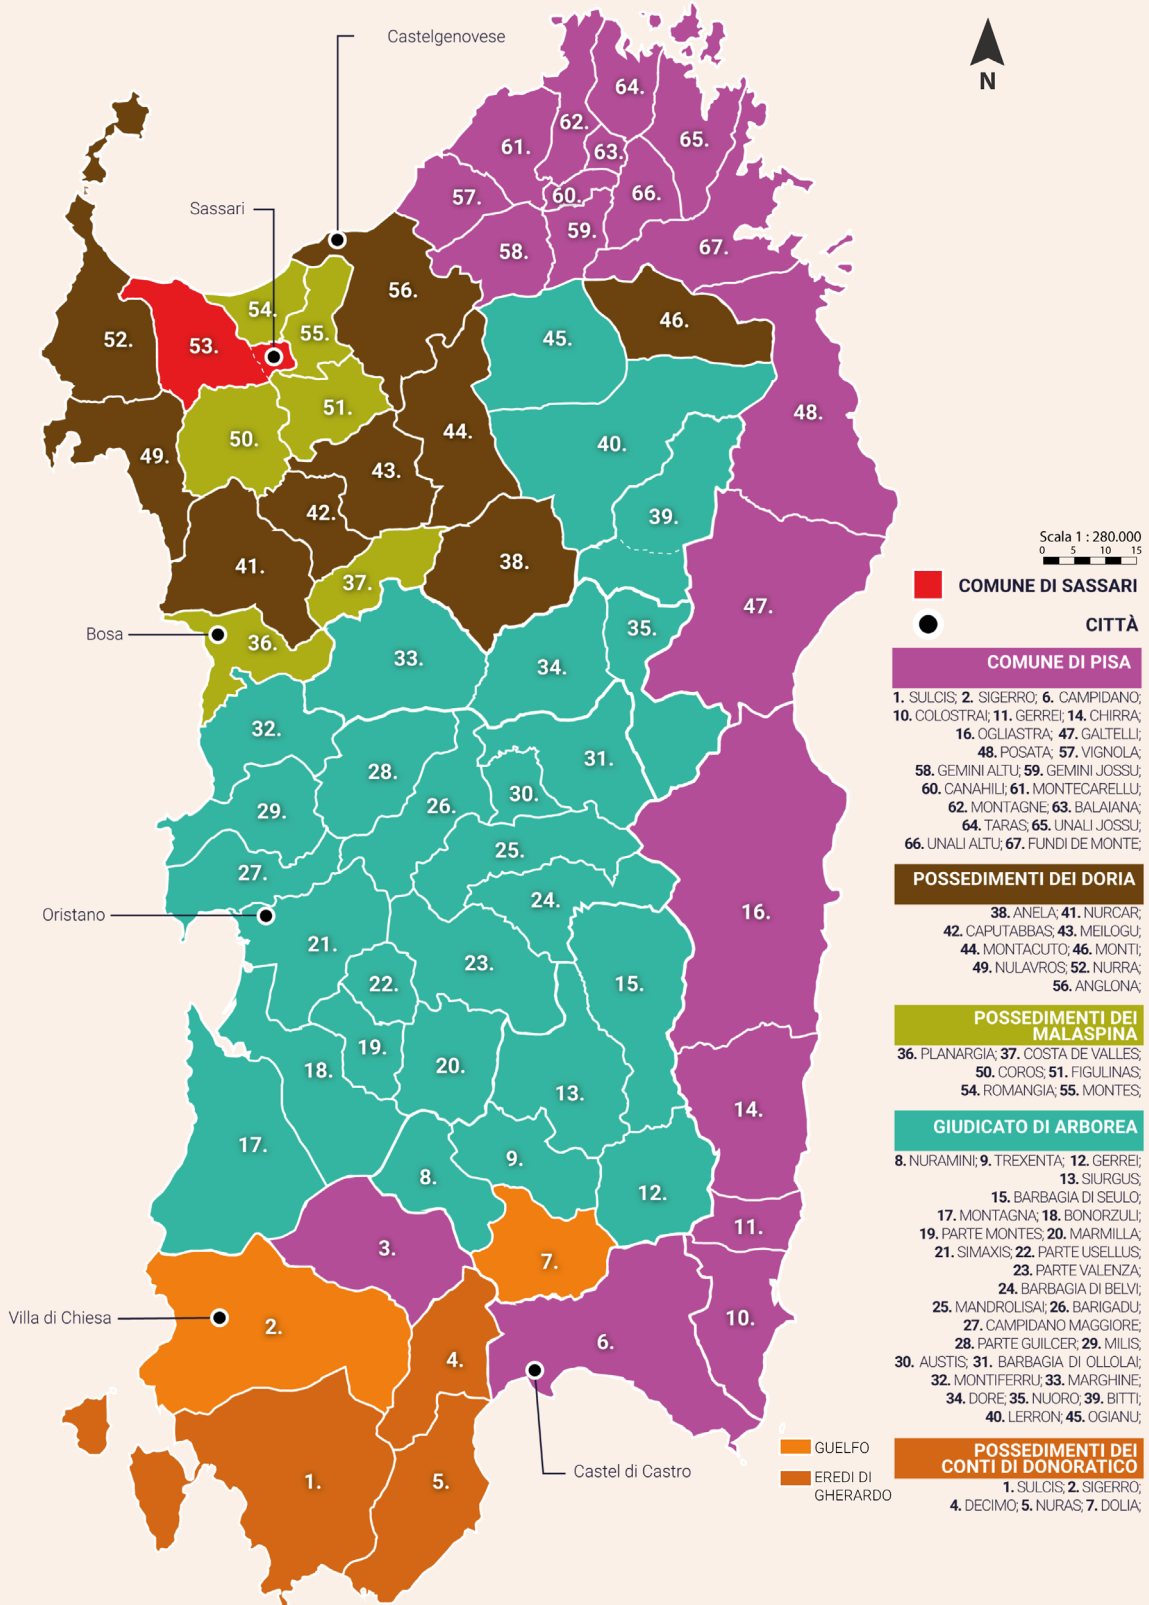 Castelgenovese
N
64.
62.
65.
61.
63.
57.
60.
66.
Sassari
59.
58.
67.
56.
54.
55.
46.
52.
53.
45.
51.
48.
50.
44.
40.
49.
43.
42.
39.
38.
41.
37.
47.
Bosa
36.
35.
33.
34.
32.
31.
28.
30.
26.
29.
25.
27.
24.
Oristano
16.
21.
23.
22.
15.
19.
18.
20.
13.
14.
17.
9.
8.
12.
11.
3.
7.
Villa di Chiesa
2.
10.
6.
4.
Castel di Castro
1.
5.
Scala 1 : 280.000
0 5 10 15
COMUNE DI SASSARI
CITTÀ
COMUNE DI PISA
1. SULCIS; 2. SIGERRO; 6. CAMPIDANO;
10. COLOSTRAI; 11. GERREI; 14. CHIRRA;
16. OGLIASTRA; 47. GALTELLI;
48. POSATA; 57. VIGNOLA;
58. GEMINI ALTU; 59. GEMINI JOSSU;
60. CANAHILI; 61. MONTECARELLU;
62. MONTAGNE; 63. BALAIANA;
64. TARAS; 65. UNALI JOSSU;
66. UNALI ALTU; 67. FUNDI DE MONTE;
POSSEDIMENTI DEI DORIA
38. ANELA; 41. NURCAR;
42. CAPUTABBAS; 43. MEILOGU;
44. MONTACUTO; 46. MONTI;
49. NULAVROS; 52. NURRA;
56. ANGLONA;
POSSEDIMENTI DEI
MALASPINA
36. PLANARGIA; 37. COSTA DE VALLES;
50. COROS; 51. FIGULINAS;
54. ROMANGIA; 55. MONTES;
GIUDICATO DI ARBOREA
8. NURAMINI; 9. TREXENTA; 12. GERREI;
13. SIURGUS;
15. BARBAGIA DI SEULO;
17. MONTAGNA; 18. BONORZULI;
19. PARTE MONTES; 20. MARMILLA;
21. SIMAXIS; 22. PARTE USELLUS;
23. PARTE VALENZA;
24. BARBAGIA DI BELVI;
25. MANDROLISAI; 26. BARIGADU;
27. CAMPIDANO MAGGIORE;
28. PARTE GUILCER; 29. MILIS;
30. AUSTIS; 31. BARBAGIA DI OLLOLAI;
32. MONTIFERRU; 33. MARGHINE;
34. DORE; 35. NUORO; 39. BITTI;
40. LERRON; 45. OGIANU;
POSSEDIMENTI DEI
CONTI DI DONORATICO
1. SULCIS; 2. SIGERRO;
4. DECIMO; 5. NURAS; 7. DOLIA;
GUELFO
EREDI DI
GHERARDO